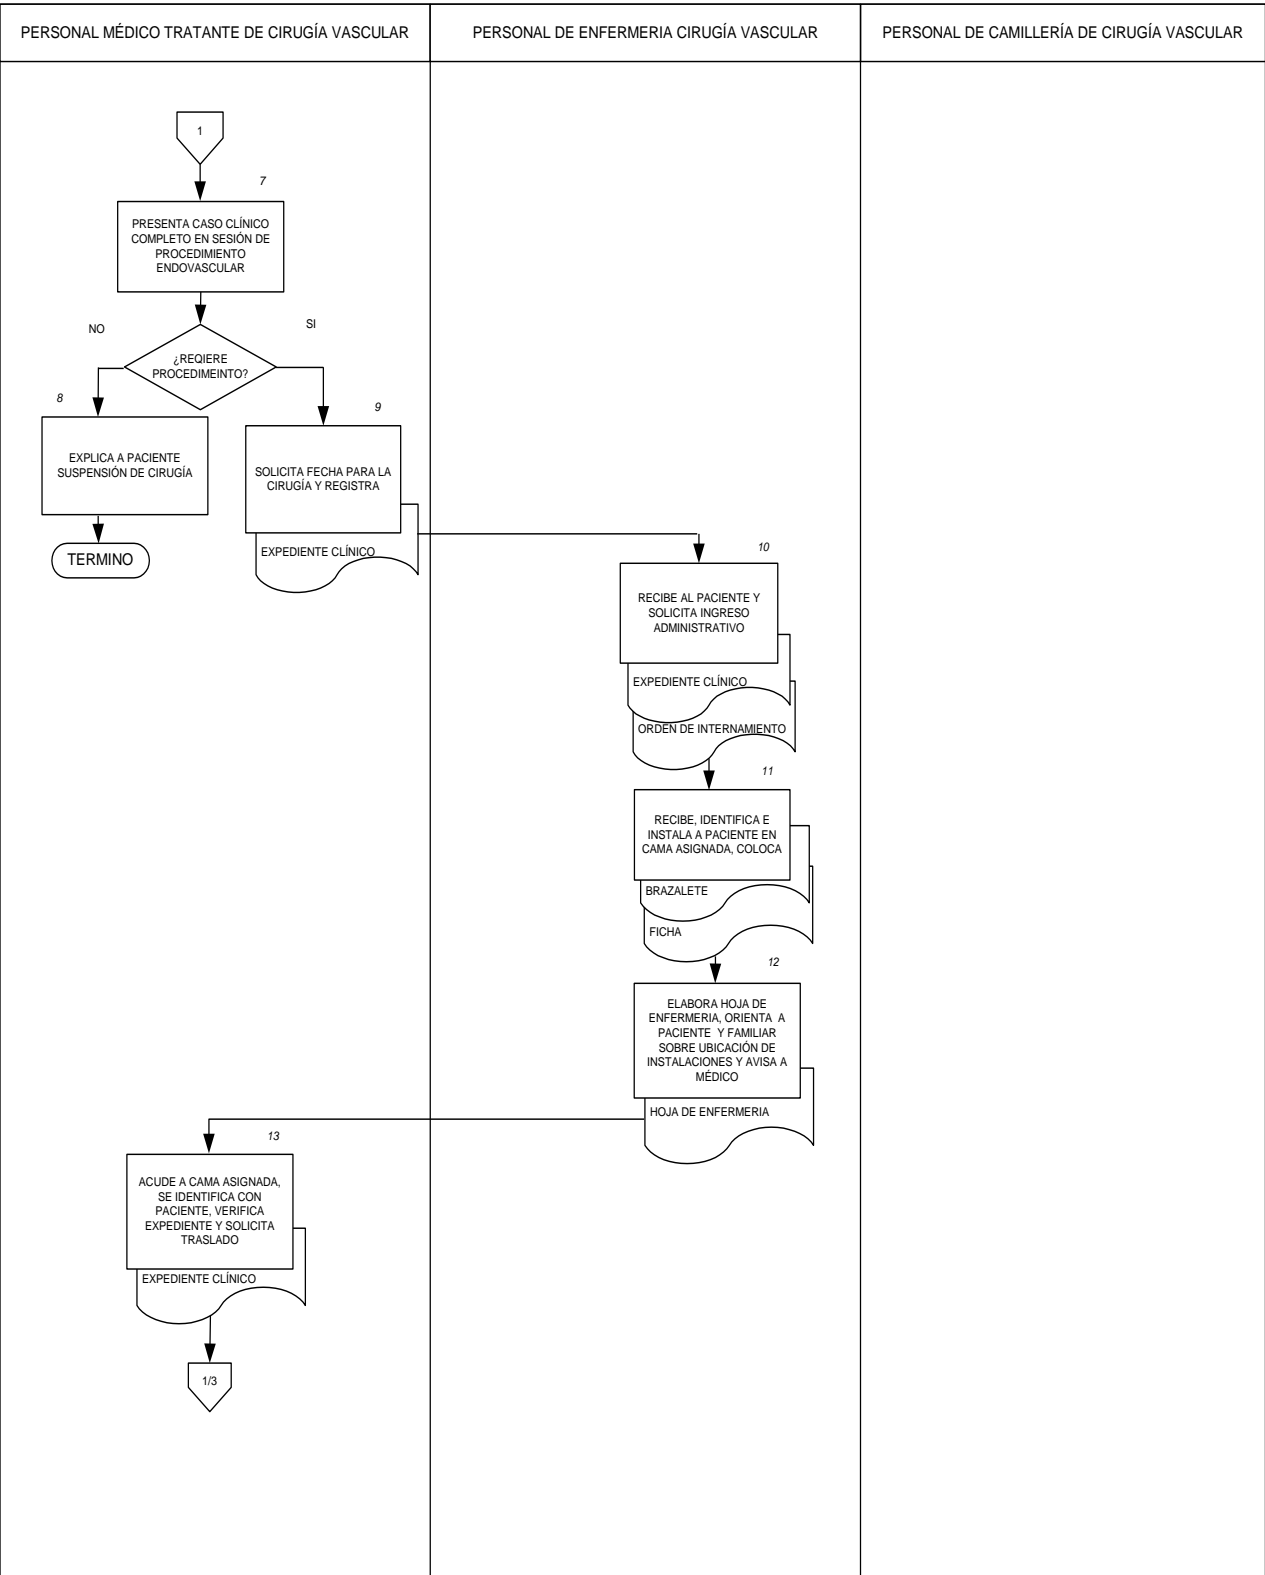 PERSONAL MÉDICO TRATANTE DE CIRUGÍA VASCULAR
PERSONAL DE ENFERMERIA CIRUGÍA VASCULAR
PERSONAL DE CAMILLERÍA DE CIRUGÍA VASCULAR
1
7
PRESENTA CASO CLÍNICO
COMPLETO EN SESIÓN DE
PROCEDIMIENTO
ENDOVASCULAR
NO
SI
¿REQIERE
PROCEDIMEINTO?
8
EXPLICA A PACIENTE
SUSPENSIÓN DE CIRUGÍA
TERMINO
9
SOLICITA FECHA PARA LA
CIRUGÍA Y REGISTRA
EXPEDIENTE CLÍNICO
10
RECIBE AL PACIENTE Y
SOLICITA INGRESO
ADMINISTRATIVO
EXPEDIENTE CLÍNICO
ORDEN DE INTERNAMIENTO
11
RECIBE, IDENTIFICA E
INSTALA A PACIENTE EN
CAMA ASIGNADA, COLOCA
BRAZALETE
FICHA
12
ELABORA HOJA DE
ENFERMERIA, ORIENTA A
PACIENTE Y FAMILIAR
SOBRE UBICACIÓN DE
INSTALACIONES Y AVISA A
MÉDICO
HOJA DE ENFERMERIA
13
ACUDE A CAMA ASIGNADA,
SE IDENTIFICA CON
PACIENTE, VERIFICA
EXPEDIENTE Y SOLICITA
TRASLADO
EXPEDIENTE CLÍNICO
1/3